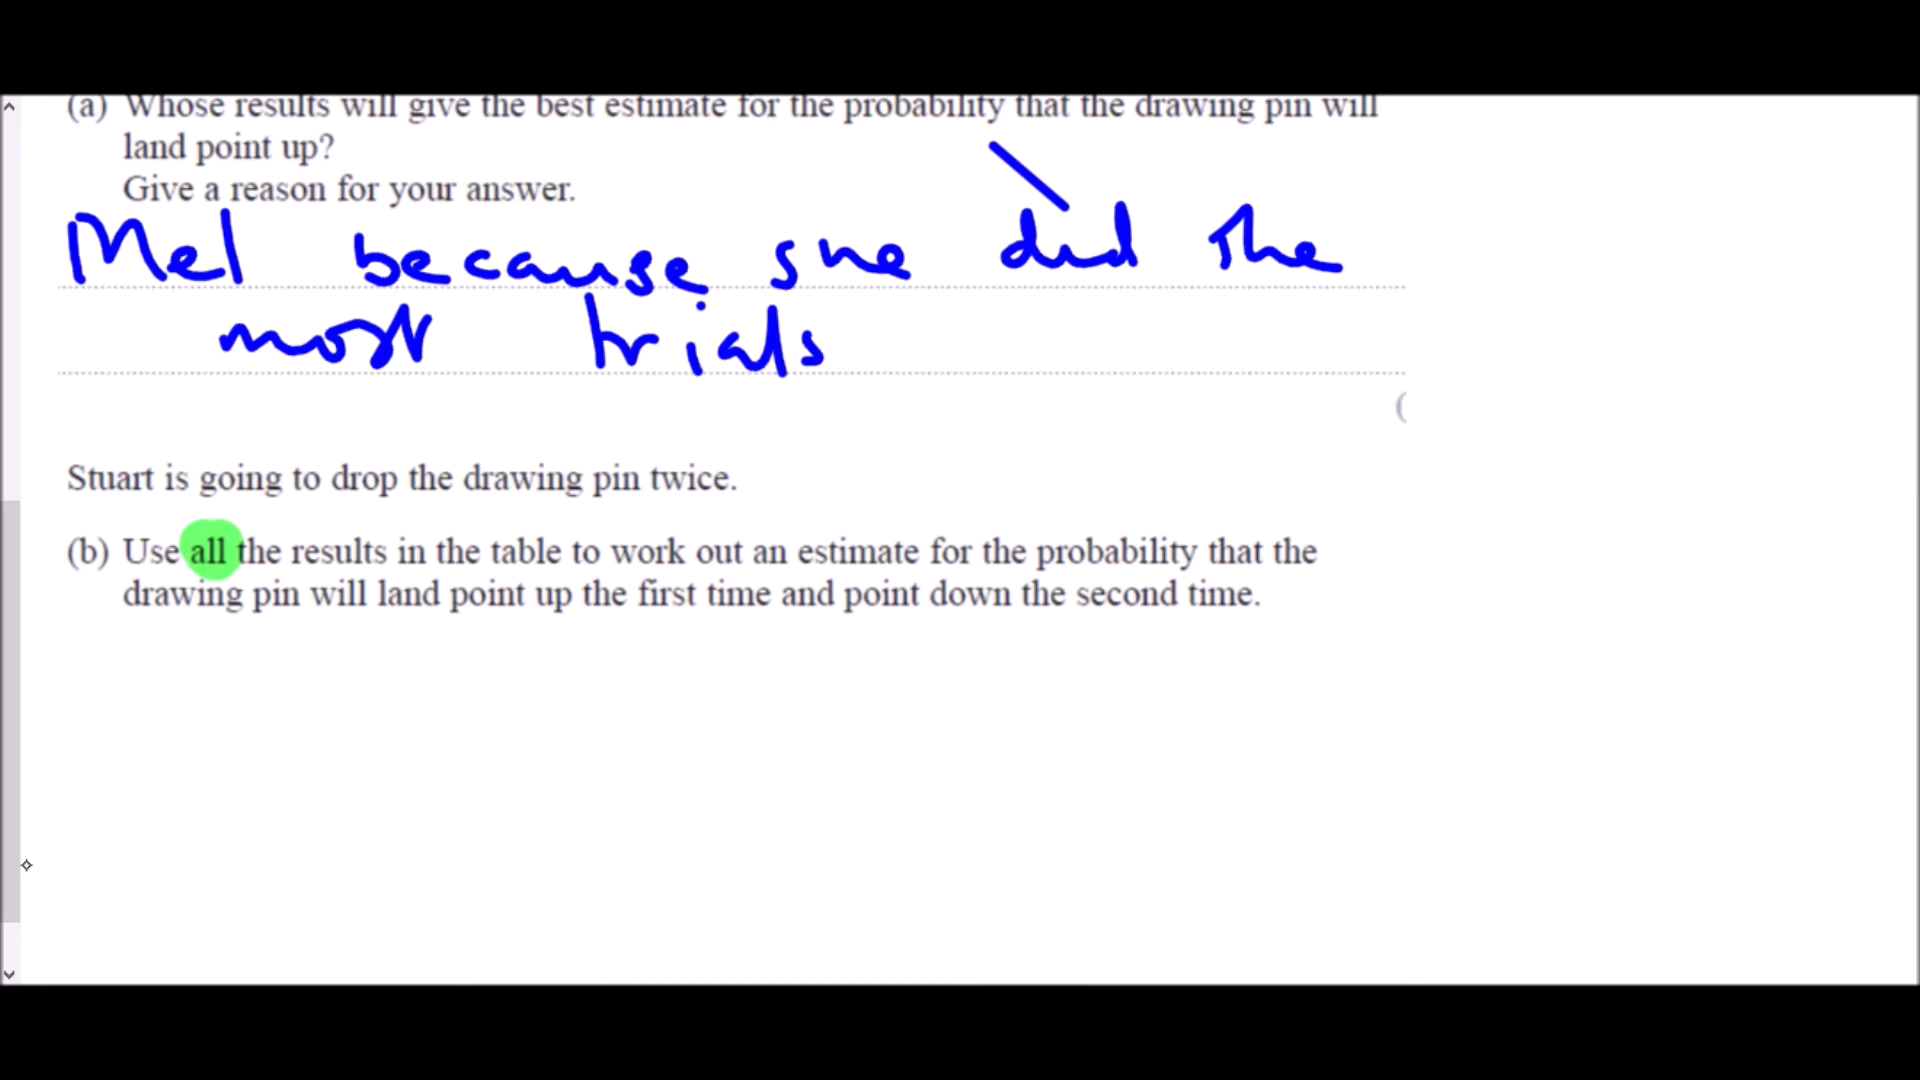 (a) Whose results will give the best estimate for the probability that the drawing pin will
land point up?
Give a reason for your answer.
Mel because she did the
most trials
(
Stuart is going to drop the drawing pin twice.
(b) Use all the results in the table to work out an estimate for the probability that the
drawing pin will land point up the first time and point down the second time.